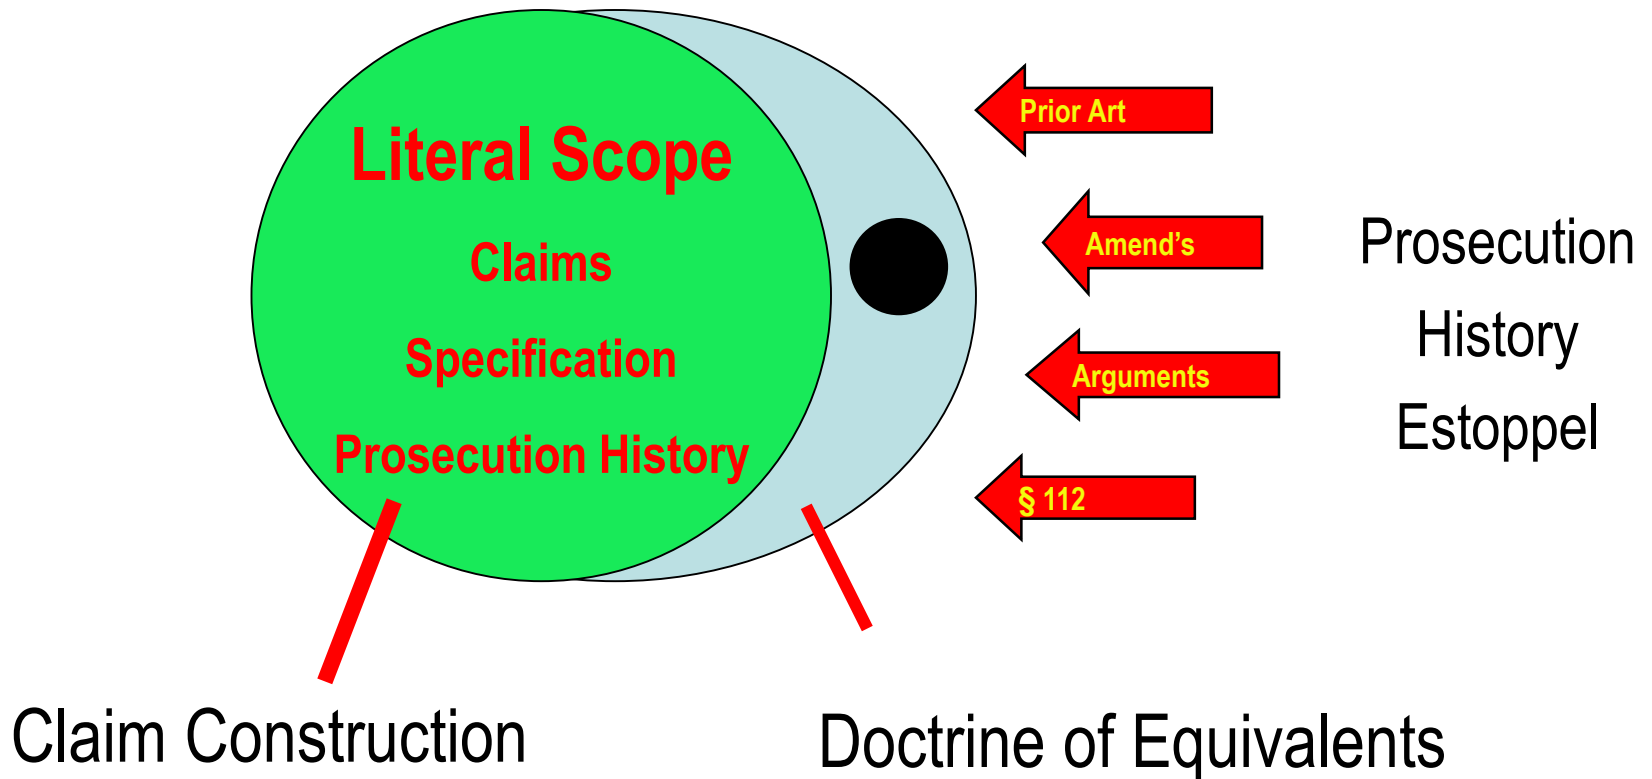 Literal Scope
Claims
Specification
Prosecution History
Prior Art
Amend’s
Arguments
§ 112
Prosecution
History
Estoppel
Claim Construction
Doctrine of Equivalents